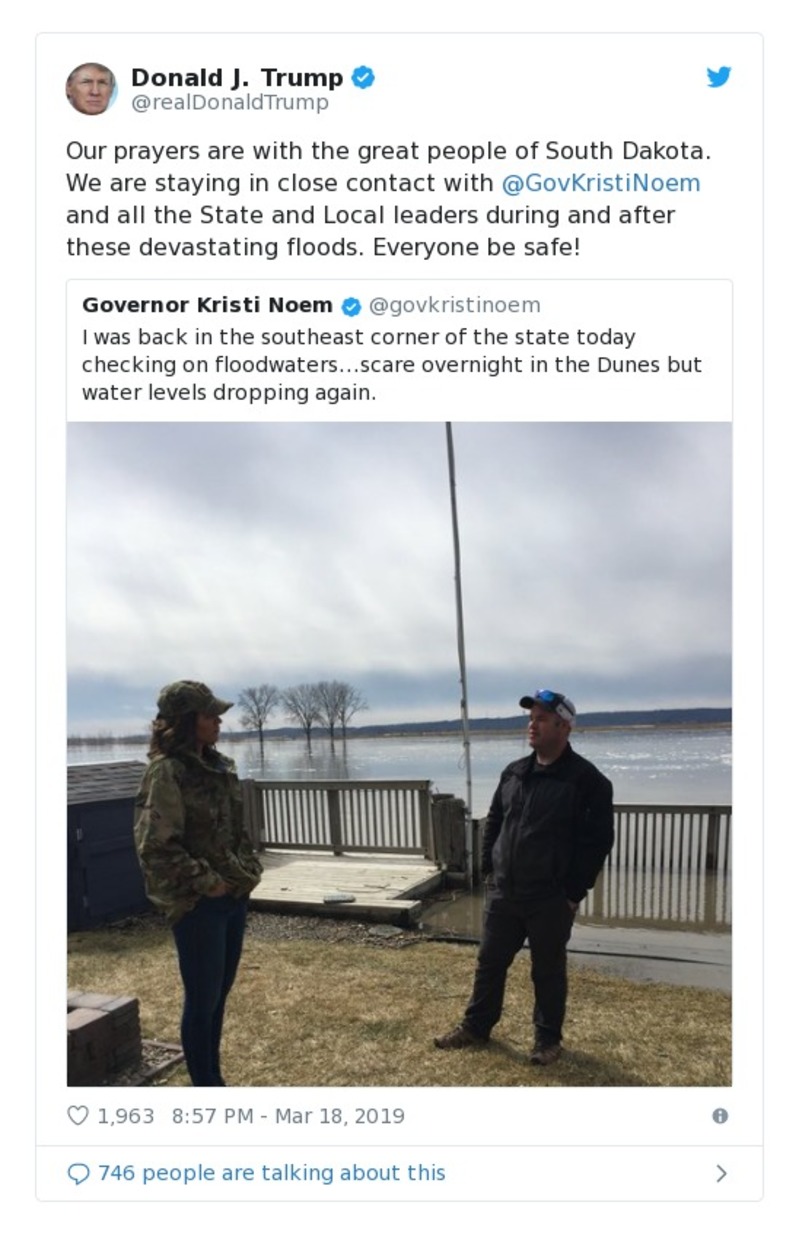 Donald J. Trump
@realDonaldTrump
Our prayers are with the great people of South Dakota.
We are staying in close contact with @GovKristiNoem
and all the State and Local leaders during and after
these devastating floods. Everyone be safe!
Governor Kristi Noem @govkristinoem
I was back in the southeast corner of the state today
checking on floodwaters…scare overnight in the Dunes but
water levels dropping again.
1,963 8:57 PM - Mar 18, 2019
746 people are talking about this